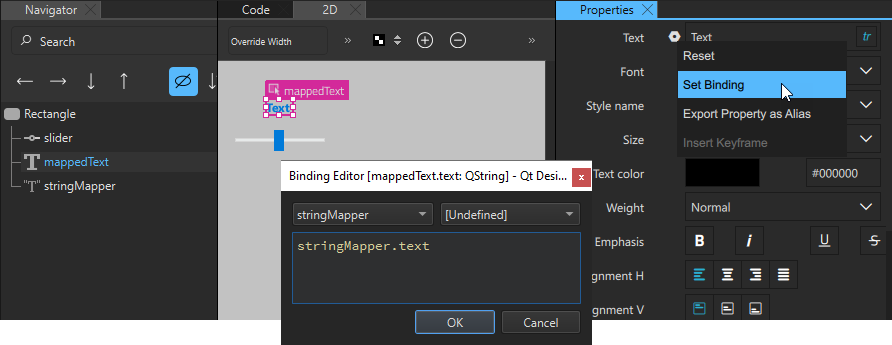 Navigator
Code
2D
Properties
Search
Override Width
»
»
Text
Text
tr
Reset
Font
Set Binding
Style name
Export Property as Alias
Size
Insert Keyframe
Rectangle
slider
mappedText
"T" stringMapper
mappedText
Text
Text color
#000000
Weight
Normal
Emphasis
B i U S
gnment H
gnment V
Binding Editor [mappedText.text: QString] - Qt Desi...
x
stringMapper
[Undefined]
stringMapper.text
OK
Cancel